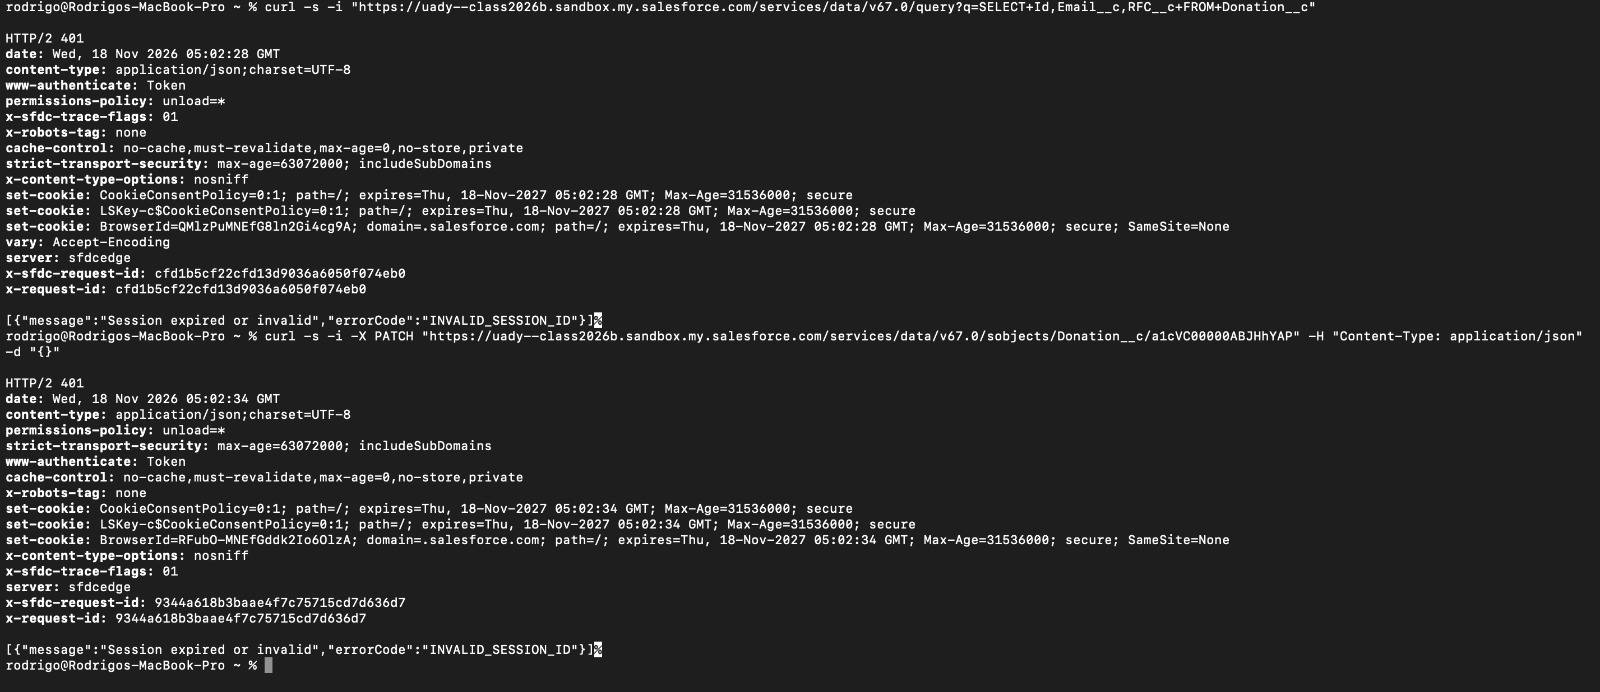 rodrigo@Rodrigos-MacBook-Pro ~ % curl -s -i "https://uady--class2026b.sandbox.my.salesforce.com/services/data/v67.0/query?q=SELECT+Id,Email__c,RFC__c+FROM+Donation__c"
HTTP/2 401
date: Wed, 18 Nov 2026 05:02:28 GMT
content-type: application/json;charset=UTF-8
www-authenticate: Token
permissions-policy: unload=*
x-sfdc-trace-flags: 01
x-robots-tag: none
cache-control: no-cache,must-revalidate,max-age=0,no-store,private
strict-transport-security: max-age=63072000; includeSubDomains
x-content-type-options: nosniff
set-cookie: CookieConsentPolicy=0:1; path=/; expires=Thu, 18-Nov-2027 05:02:28 GMT; Max-Age=31536000; secure
set-cookie: LSKey-c$CookieConsentPolicy=0:1; path=/; expires=Thu, 18-Nov-2027 05:02:28 GMT; Max-Age=31536000; secure
set-cookie: BrowserId=QMlzPuMNEfG8ln2Gi4cg9A; domain=.salesforce.com; path=/; expires=Thu, 18-Nov-2027 05:02:28 GMT; Max-Age=31536000; secure; SameSite=None
vary: Accept-Encoding
server: sfdcedge
x-sfdc-request-id: cfd1b5cf22cfd13d9036a6050f074eb0
x-request-id: cfd1b5cf22cfd13d9036a6050f074eb0
[{"message":"Session expired or invalid","errorCode":"INVALID_SESSION_ID"}]%
rodrigo@Rodrigos-MacBook-Pro ~ % curl -s -i -X PATCH "https://uady--class2026b.sandbox.my.salesforce.com/services/data/v67.0/sobjects/Donation__c/a1cVC00000ABJHhYAP" -H "Content-Type: application/json"
-d "{}"
HTTP/2 401
date: Wed, 18 Nov 2026 05:02:34 GMT
content-type: application/json;charset=UTF-8
permissions-policy: unload=*
strict-transport-security: max-age=63072000; includeSubDomains
www-authenticate: Token
cache-control: no-cache,must-revalidate,max-age=0,no-store,private
x-robots-tag: none
set-cookie: CookieConsentPolicy=0:1; path=/; expires=Thu, 18-Nov-2027 05:02:34 GMT; Max-Age=31536000; secure
set-cookie: LSKey-c$CookieConsentPolicy=0:1; path=/; expires=Thu, 18-Nov-2027 05:02:34 GMT; Max-Age=31536000; secure
set-cookie: BrowserId=RFubO-MNEfGddk2Io6OlzA; domain=.salesforce.com; path=/; expires=Thu, 18-Nov-2027 05:02:34 GMT; Max-Age=31536000; secure; SameSite=None
x-content-type-options: nosniff
x-sfdc-trace-flags: 01
server: sfdcedge
x-sfdc-request-id: 9344a618b3baae4f7c75715cd7d636d7
x-request-id: 9344a618b3baae4f7c75715cd7d636d7
[{"message":"Session expired or invalid","errorCode":"INVALID_SESSION_ID"}]%
rodrigo@Rodrigos-MacBook-Pro ~ %